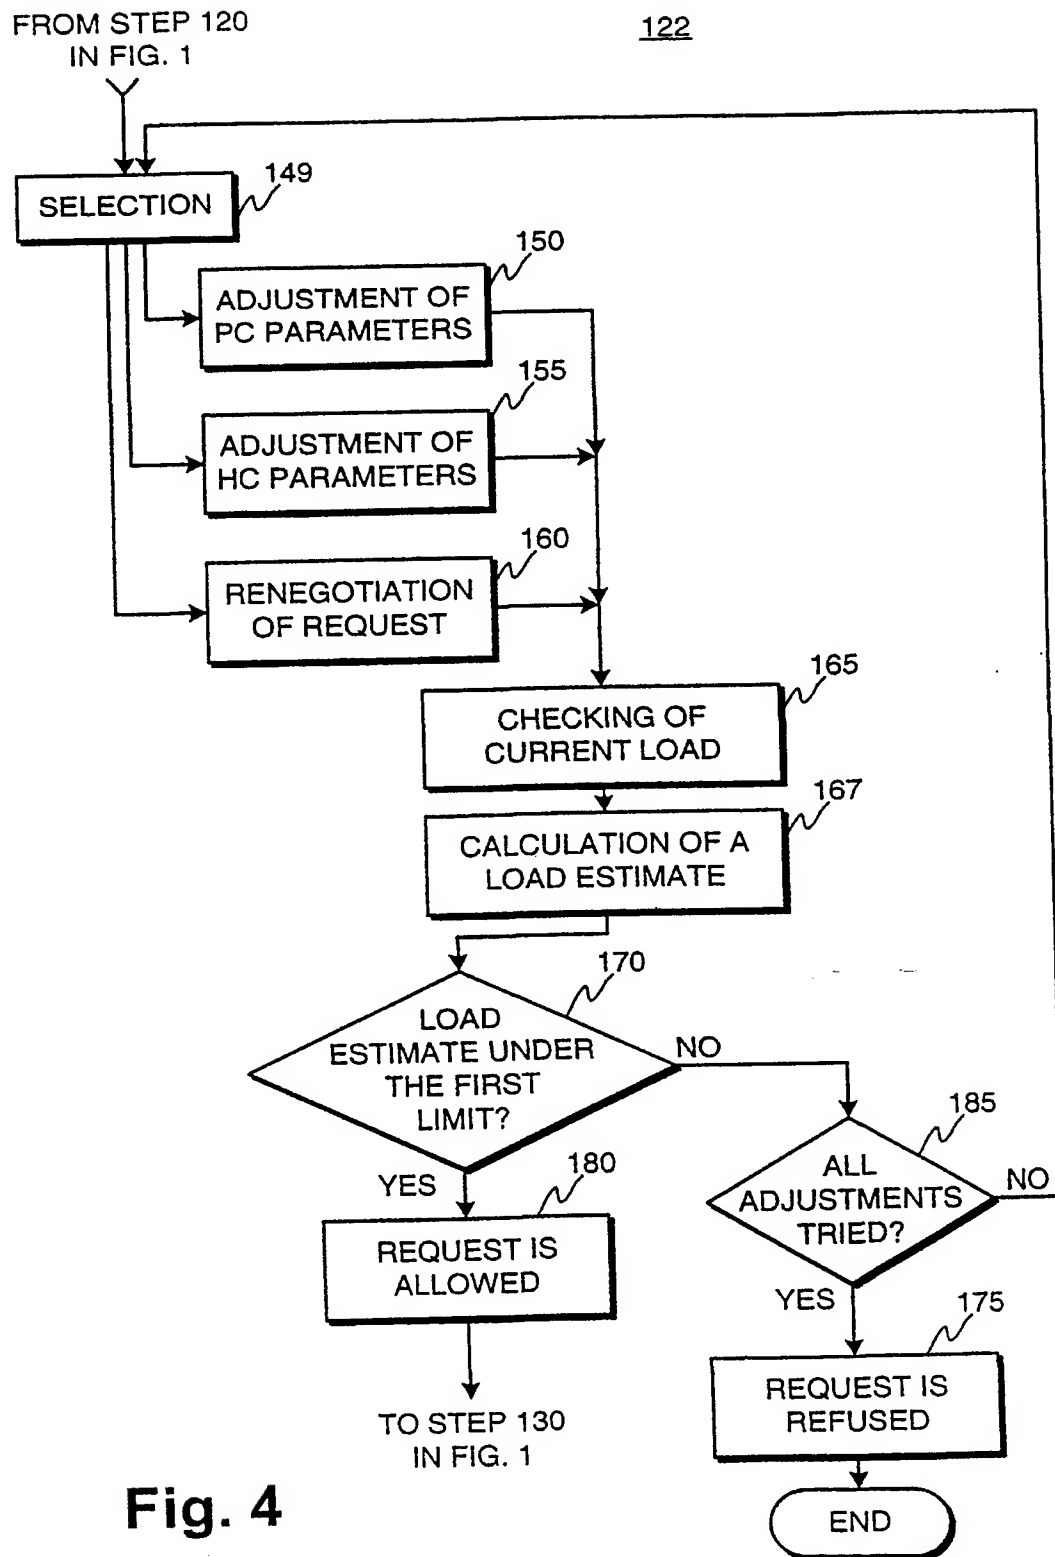 FROM STEP 120
IN FIG. 1
122
SELECTION
149
150
ADJUSTMENT OF
PC PARAMETERS
155
ADJUSTMENT OF
HC PARAMETERS
160
RENEGOTIATION
OF REQUEST
165
CHECKING OF
CURRENT LOAD
167
CALCULATION OF A
LOAD ESTIMATE
170
LOAD
ESTIMATE UNDER
THE FIRST
LIMIT?
NO
185
ALL
ADJUSTMENTS
TRIED?
NO
YES
180
REQUEST IS
ALLOWED
YES
175
REQUEST IS
REFUSED
TO STEP 130
IN FIG. 1
END
Fig. 4